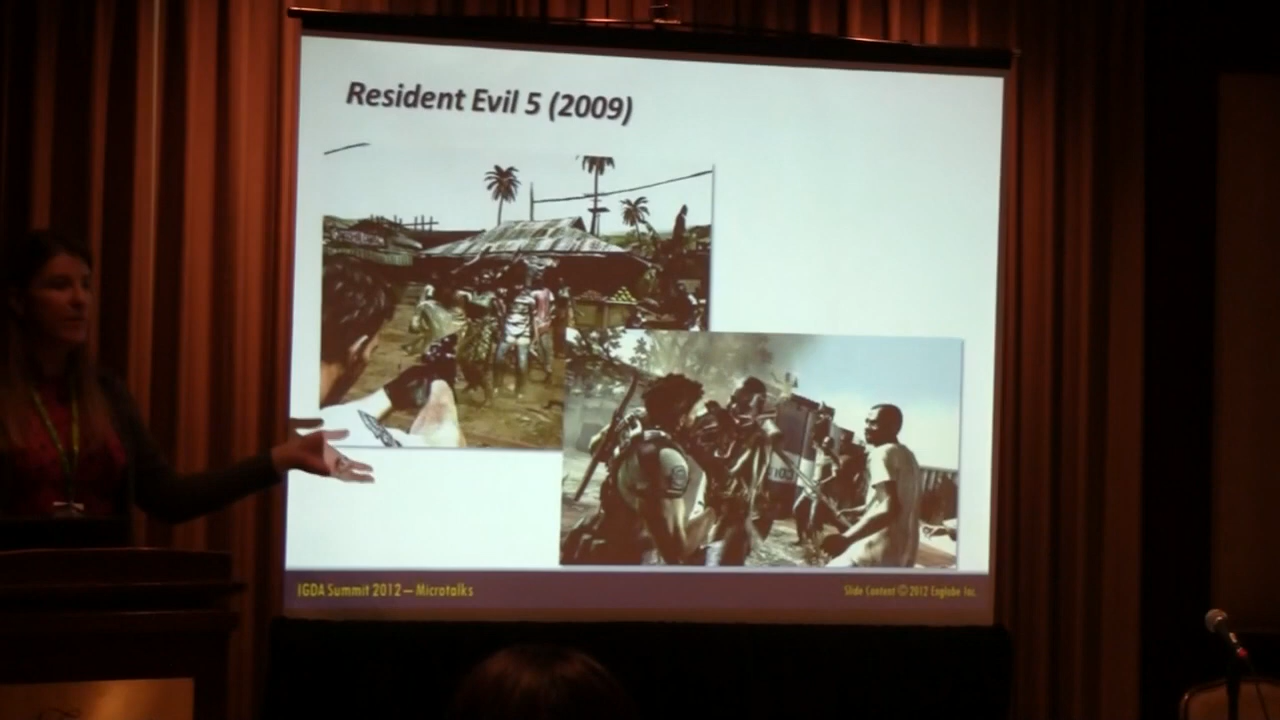 Resident Evil 5 (2009)
IGDA Summit 2012 – Microtalks
Slide Content © 2012 Englobe Inc.